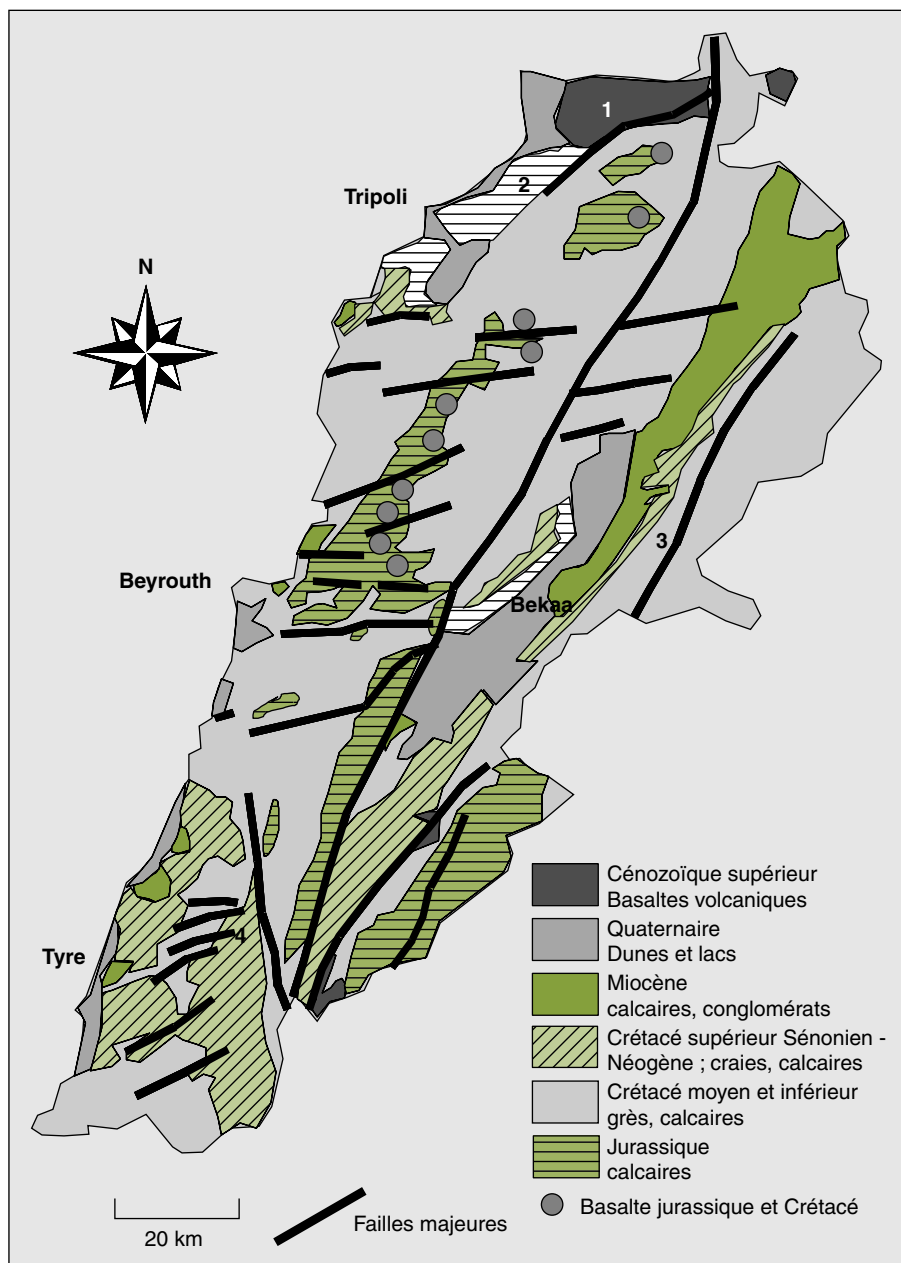 1
2
Tripoli
N
3
Beyrouth
Bekaa
4
Tyre
Cénozoïque supérieur
Basaltes volcaniques
Quaternaire
Dunes et lacs
Miocène
calcaires, conglomérats
Crétacé supérieur Sénonien -
Néogène ; craies, calcaires
Crétacé moyen et inférieur
grès, calcaires
Jurassique
calcaires
Basalte jurassique et Crétacé
Failles majeures
20 km